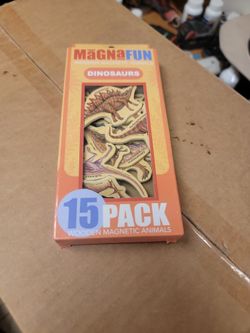 MAGNAFUN
DINOSAURS
15 PACK
WOODEN MAGNETIC ANIMALS